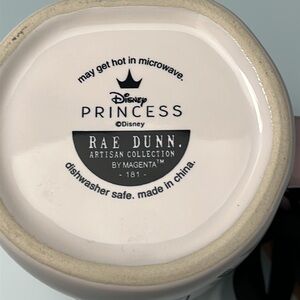 may get hot in microwave.
Disney
PRINCESS
©Disney
RAE DUNN.
ARTISAN COLLECTION
BY MAGENTA™
- 181 -
dishwasher safe. made in china.